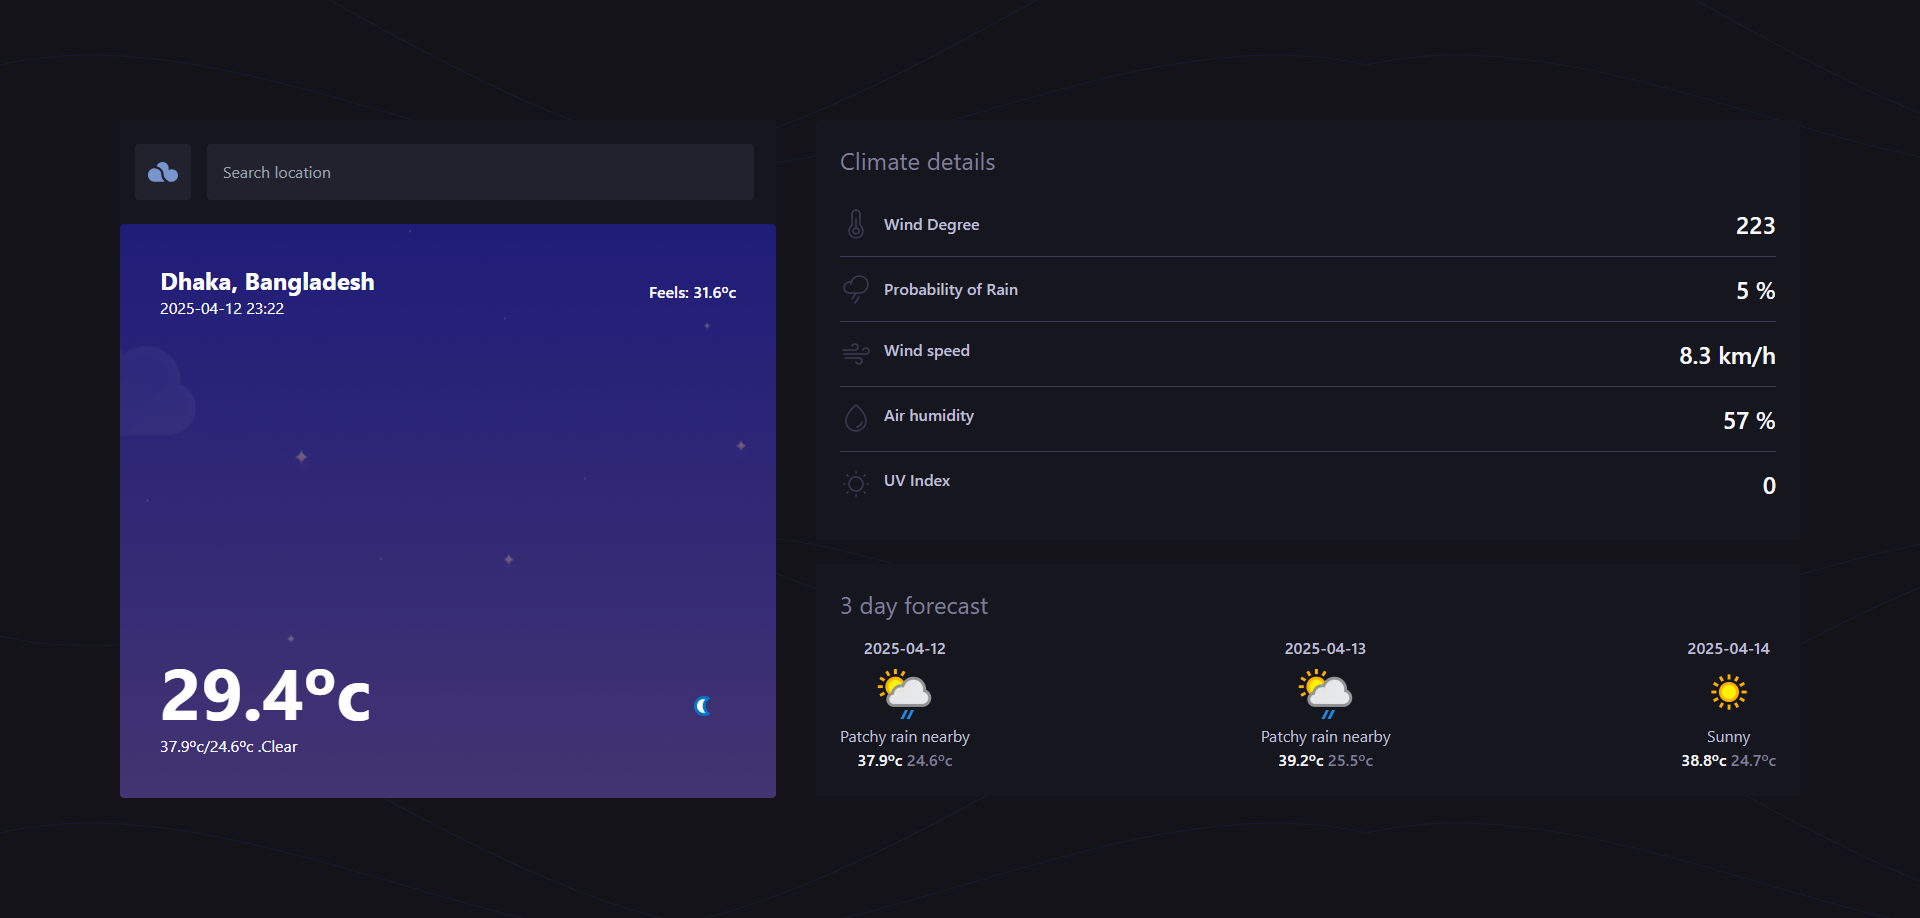 Search location
Dhaka, Bangladesh
2025-04-12 23:22
Feels: 31.6ºc
29.4ºc
37.9ºc/24.6ºc .Clear
Climate details
Wind Degree 223
Probability of Rain 5 %
Wind speed 8.3 km/h
Air humidity 57 %
UV Index 0
3 day forecast
2025-04-12
Patchy rain nearby
37.9ºc 24.6ºc
2025-04-13
Patchy rain nearby
39.2ºc 25.5ºc
2025-04-14
Sunny
38.8ºc 24.7ºc